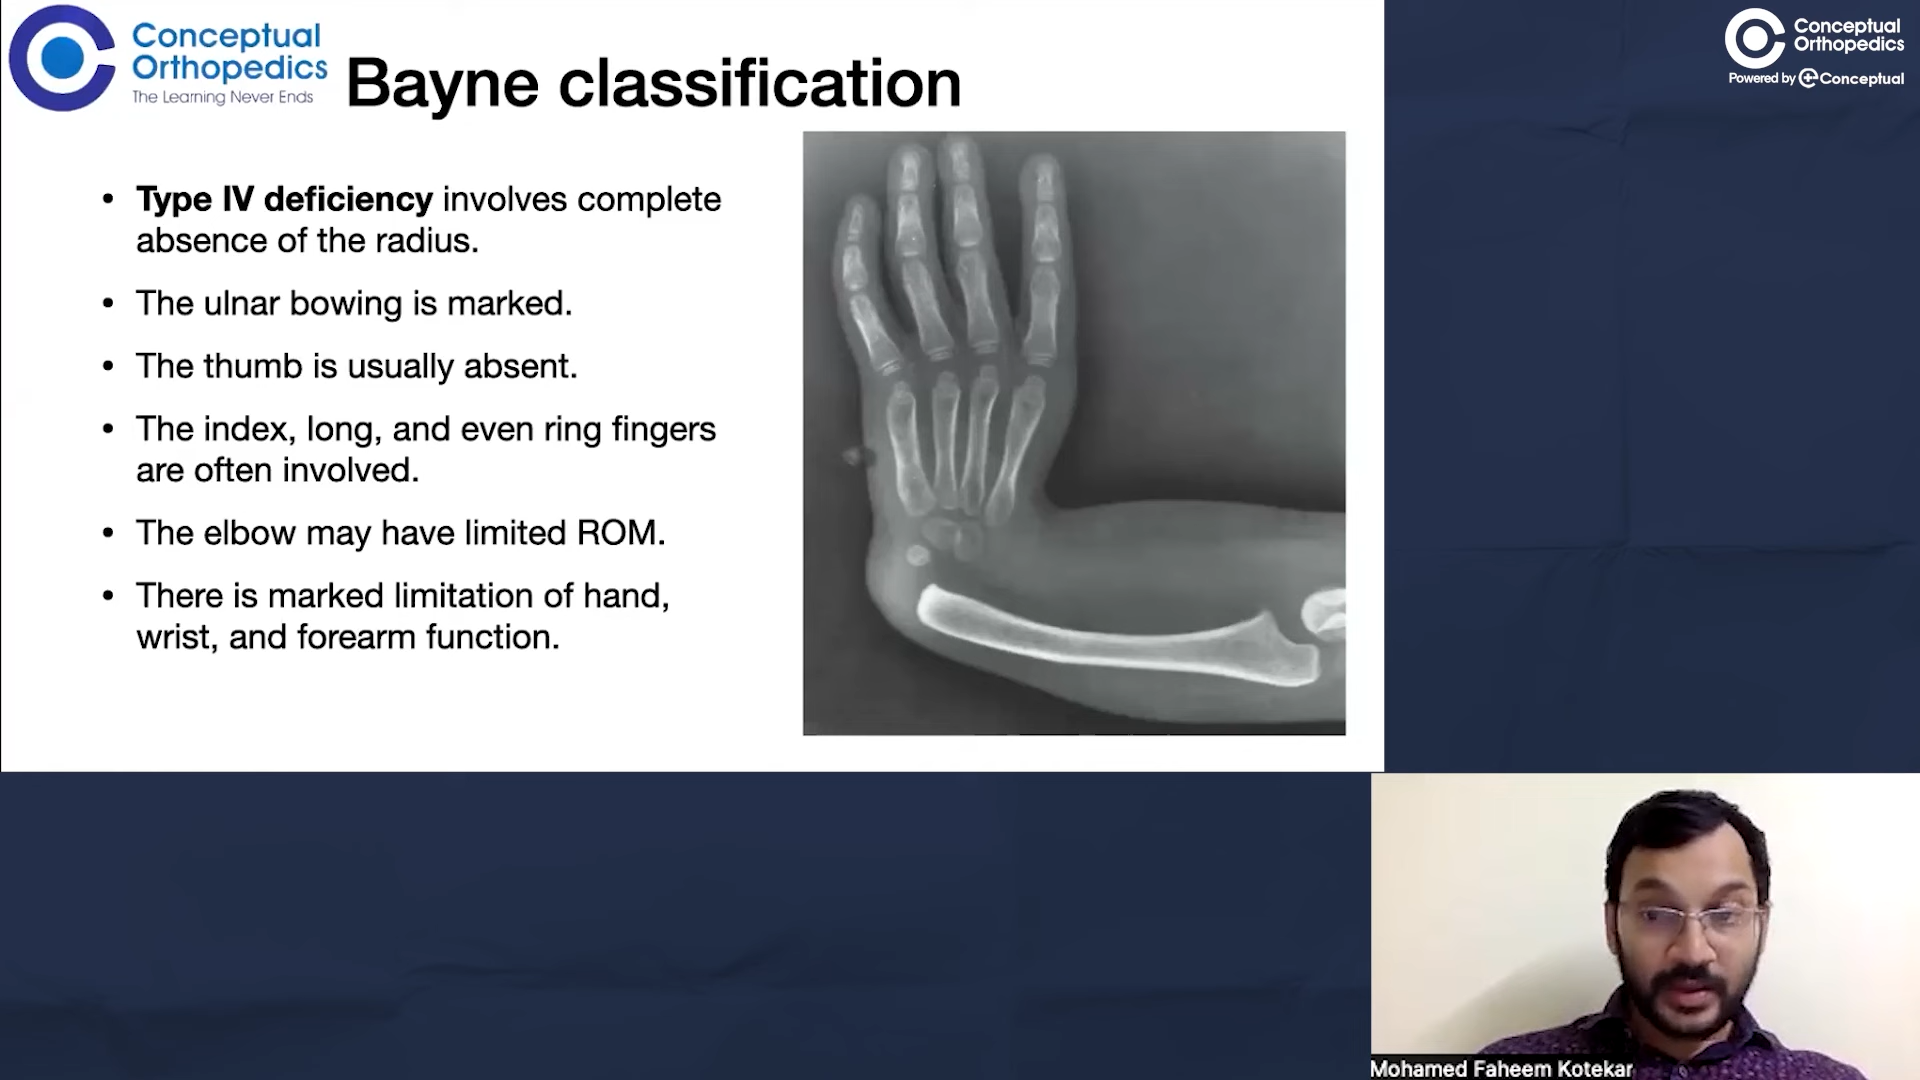 Conceptual
Orthopedics
The Learning Never Ends
Bayne classification
• Type IV deficiency involves complete
absence of the radius.
• The ulnar bowing is marked.
• The thumb is usually absent.
• The index, long, and even ring fingers
are often involved.
• The elbow may have limited ROM.
• There is marked limitation of hand,
wrist, and forearm function.
Conceptual
Orthopedics
Powered by eConceptual
Mohamed Faheem Kotekar